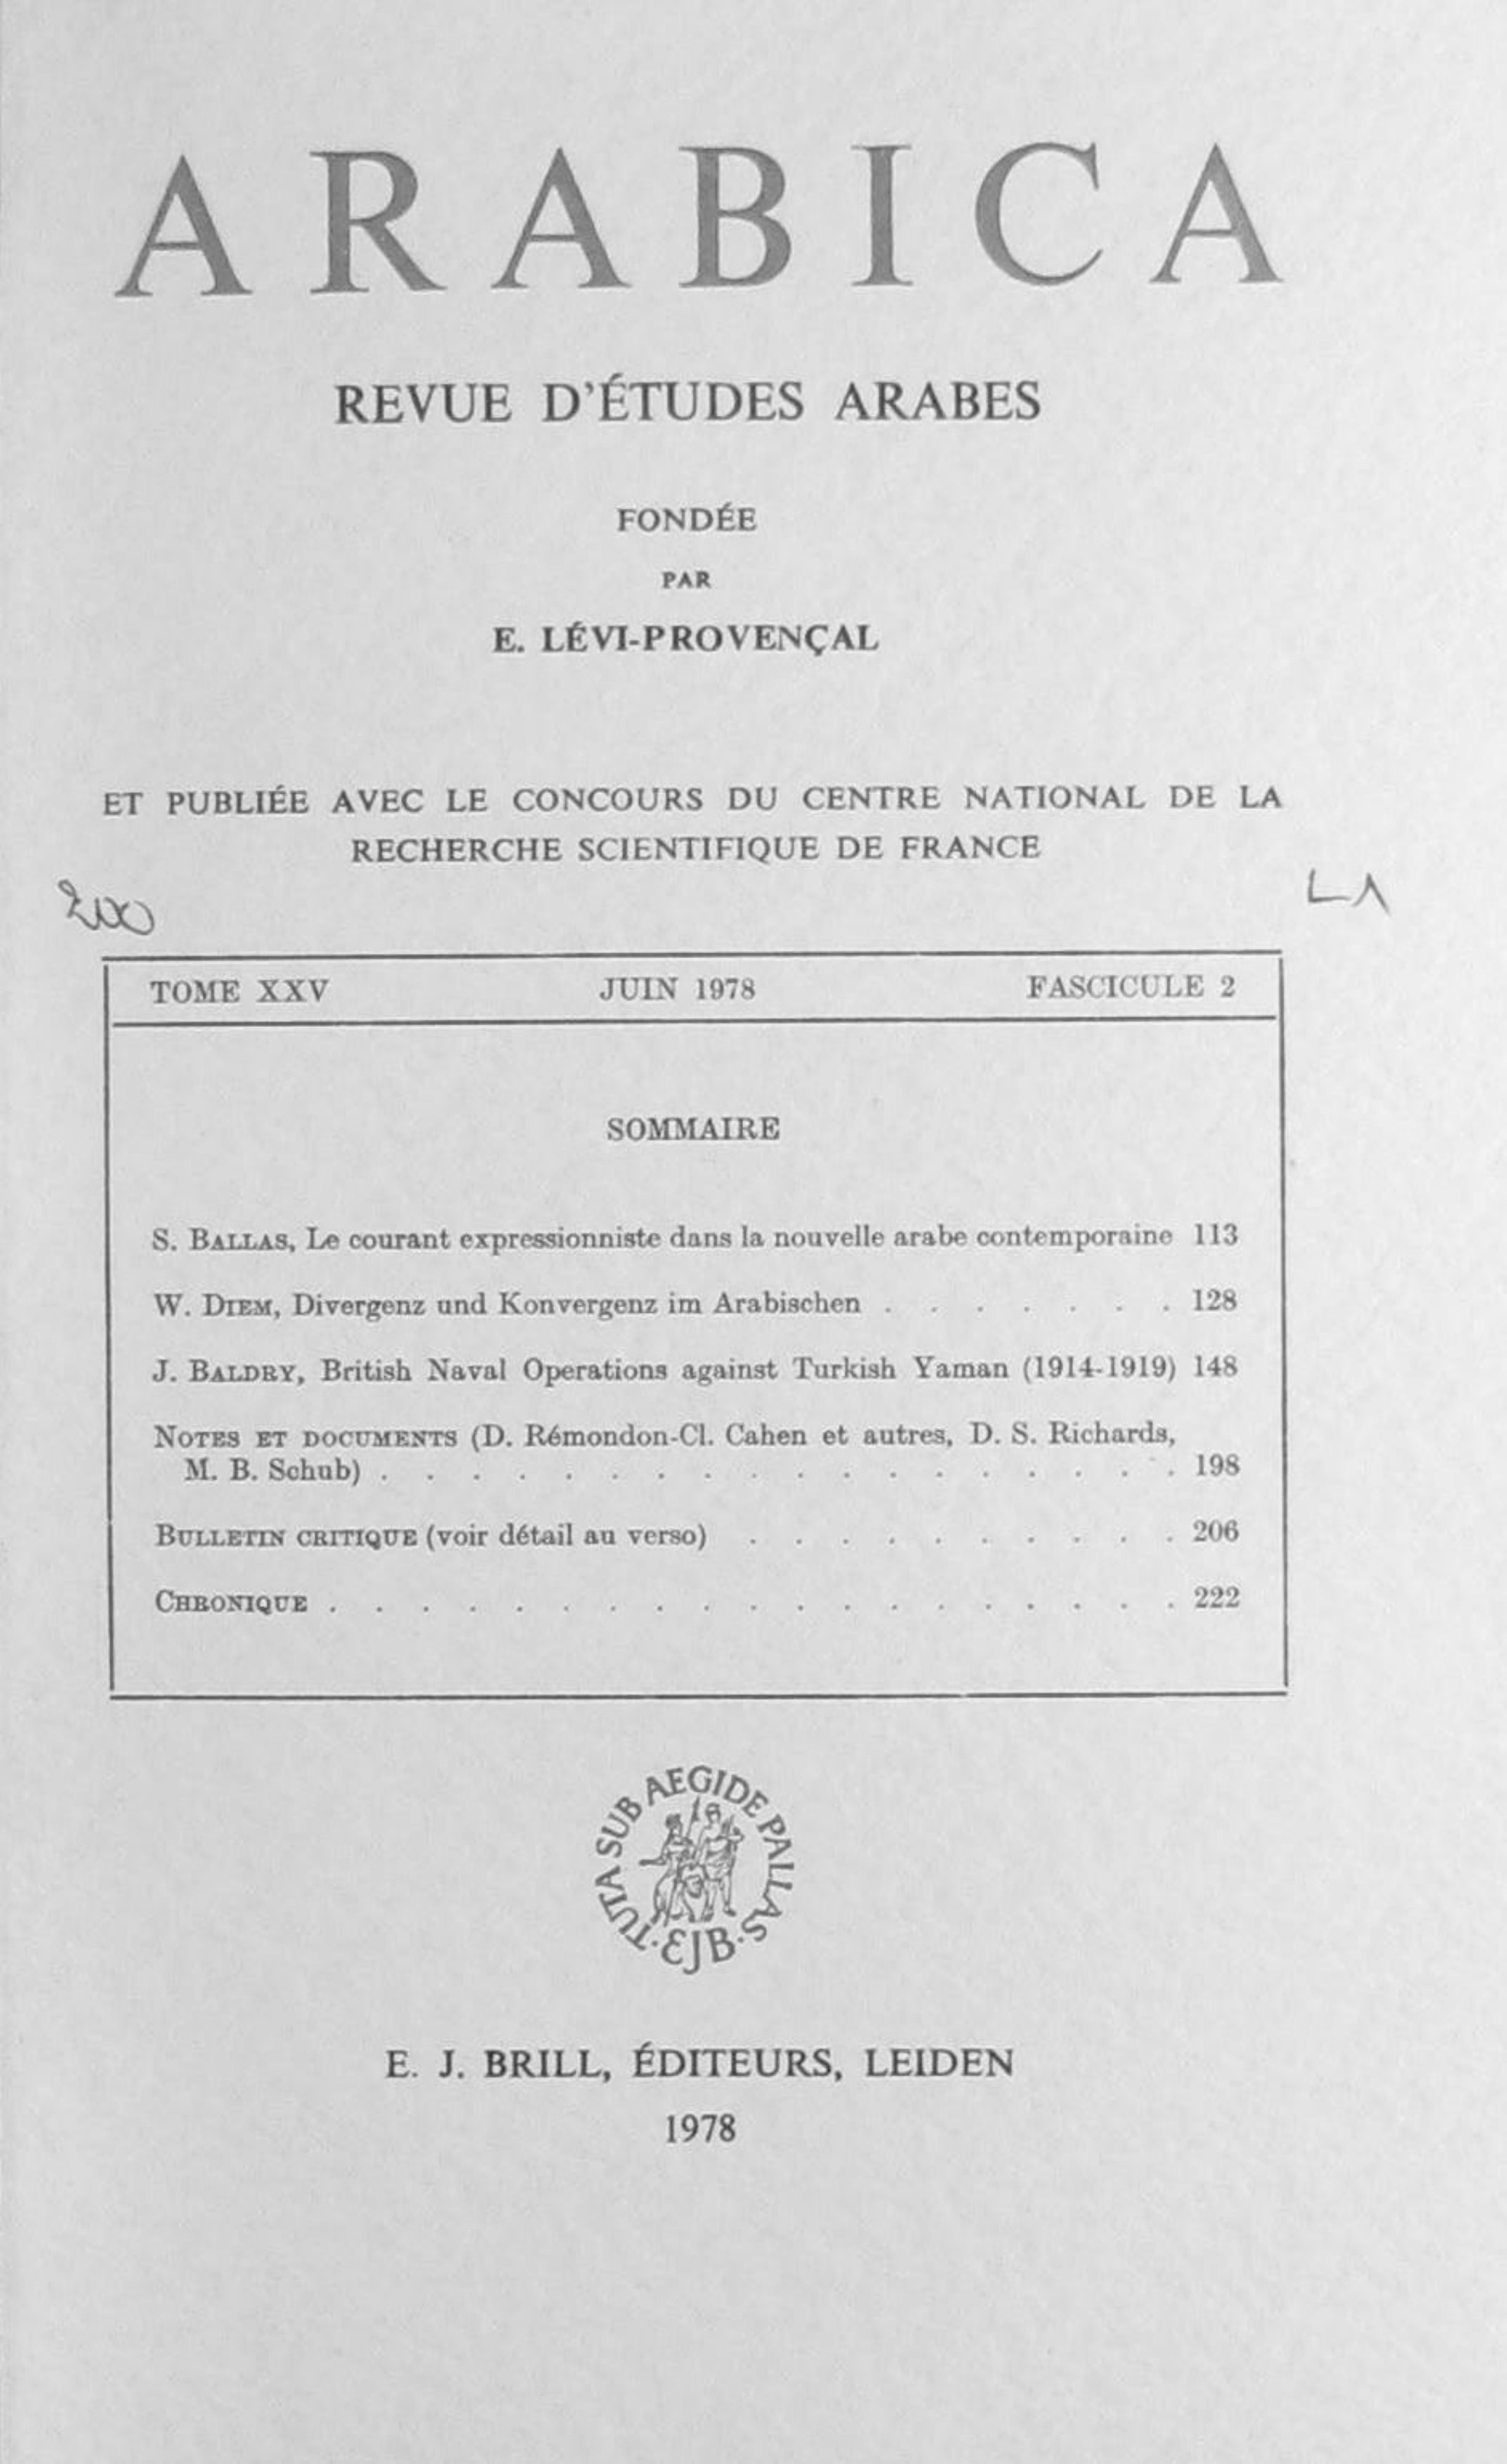 ARABICA
REVUE D'ÉTUDES ARABES
FONDÉE
PAR
E. LÉVI-PROVENÇAL
ET PUBLIÉE AVEC LE CONCOURS DU CENTRE NATIONAL DE LA
RECHERCHE SCIENTIFIQUE DE FRANCE
200
TOME XXV JUIN 1978 FASCICULE 2
SOMMAIRE
S. BALLAS, Le courant expressionniste dans la nouvelle arabe contemporaine 113
W. DIEM, Divergenz und Konvergenz im Arabischen . . . . . . . 128
J. BALDRY, British Naval Operations against Turkish Yaman (1914-1919) 148
NOTES ET DOCUMENTS (D. Rémondon-Cl. Cahen et autres, D. S. Richards,
M. B. Schub) . . . . . . . . . . . . . . . . . . 198
BULLETIN CRITIQUE (voir détail au verso) . . . . . . . . . . 206
CHRONIQUE . . . . . . . . . . . . . . . . . . . 222
TUTA SUB AEGIDE PALLAS
EJB
E. J. BRILL, ÉDITEURS, LEIDEN
1978